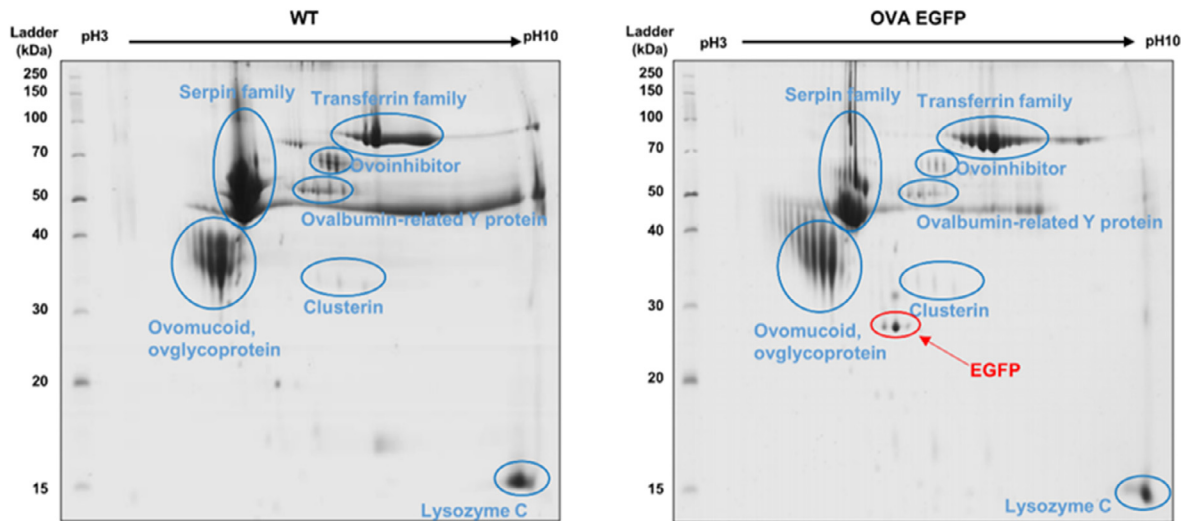 WT
Ladder
(kDa)
pH3
pH10
250
150
100
70
50
40
30
20
15
Serpin family
Transferrin family
Ovoinhibitor
Ovalbumin-related Y protein
Clusterin
Ovomucoid,
ovglycoprotein
Lysozyme C
OVA EGFP
Ladder
(kDa)
pH3
pH10
250
150
100
70
50
40
30
20
15
Serpin family
Transferrin family
Ovoinhibitor
Ovalbumin-related Y protein
Clusterin
Ovomucoid,
ovglycoprotein
EGFP
Lysozyme C